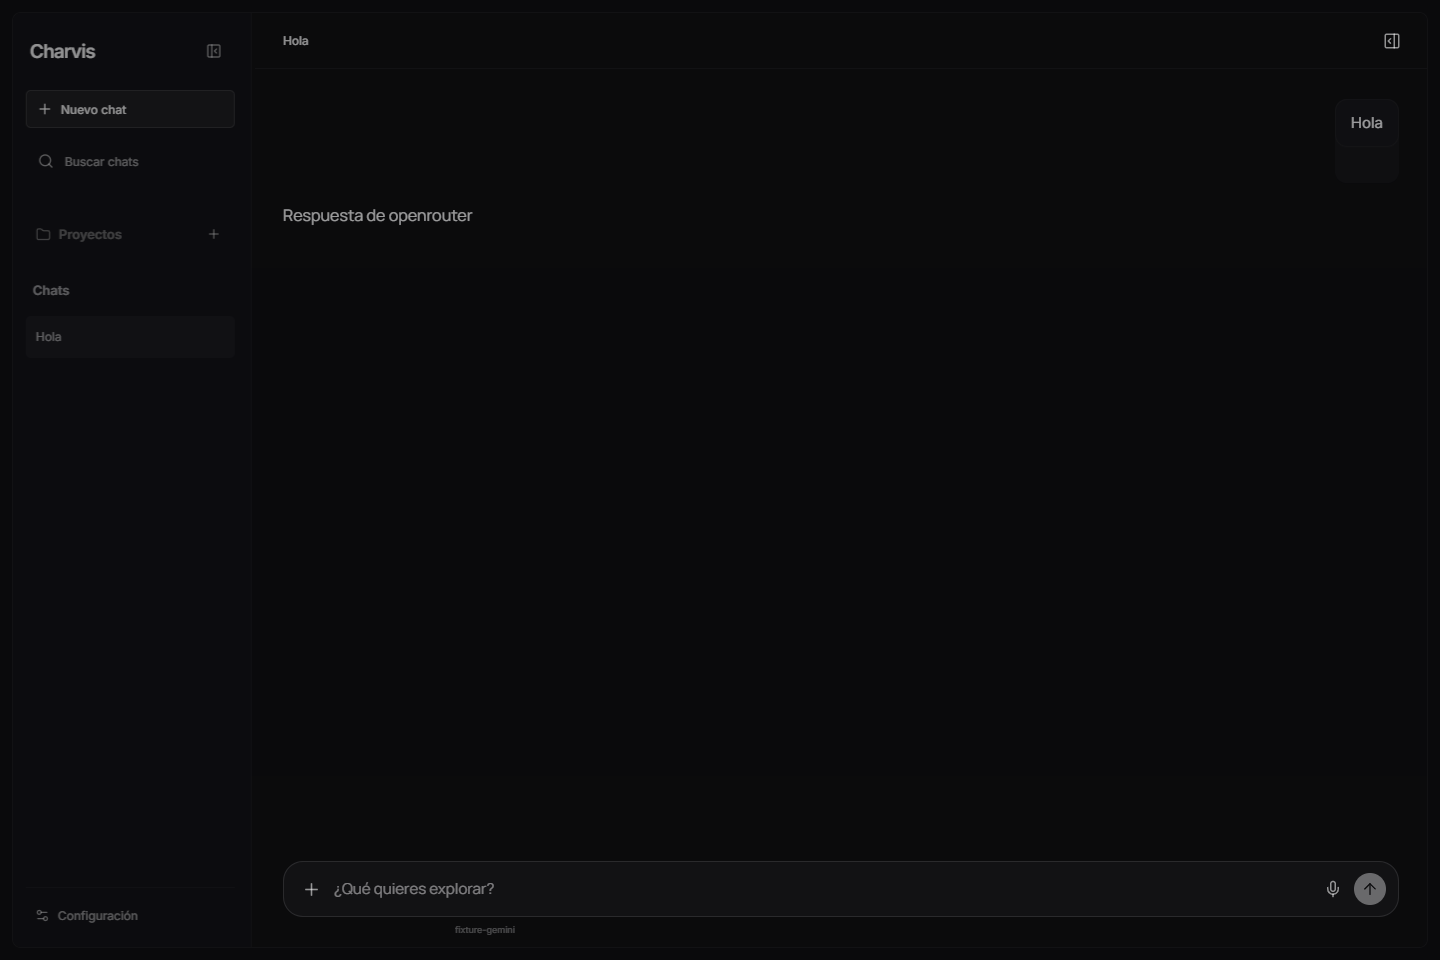 Charvis
Nuevo chat
Buscar chats
Proyectos
Chats
Hola
Configuración
Hola
Hola
Respuesta de openrouter
¿Qué quieres explorar?
fixture-gemini